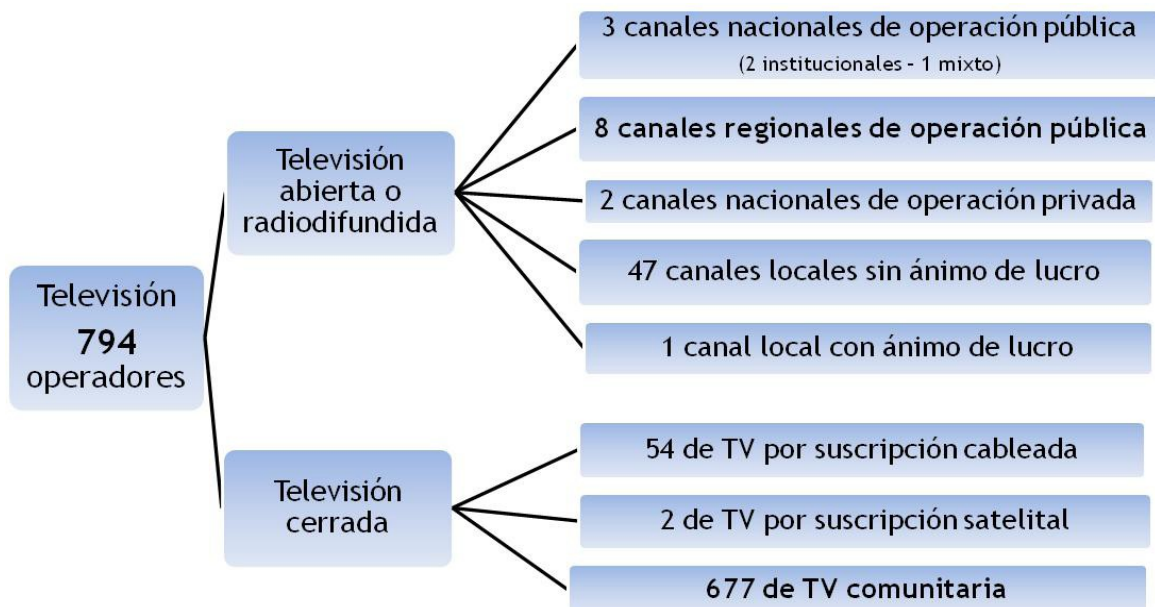 Televisión
794
operadores
Televisión
abierta o
radiodifundida
3 canales nacionales de operación pública
(2 institucionales - 1 mixto)
8 canales regionales de operación pública
2 canales nacionales de operación privada
47 canales locales sin ánimo de lucro
1 canal local con ánimo de lucro
Televisión
cerrada
54 de TV por suscripción cableada
2 de TV por suscripción satelital
677 de TV comunitaria